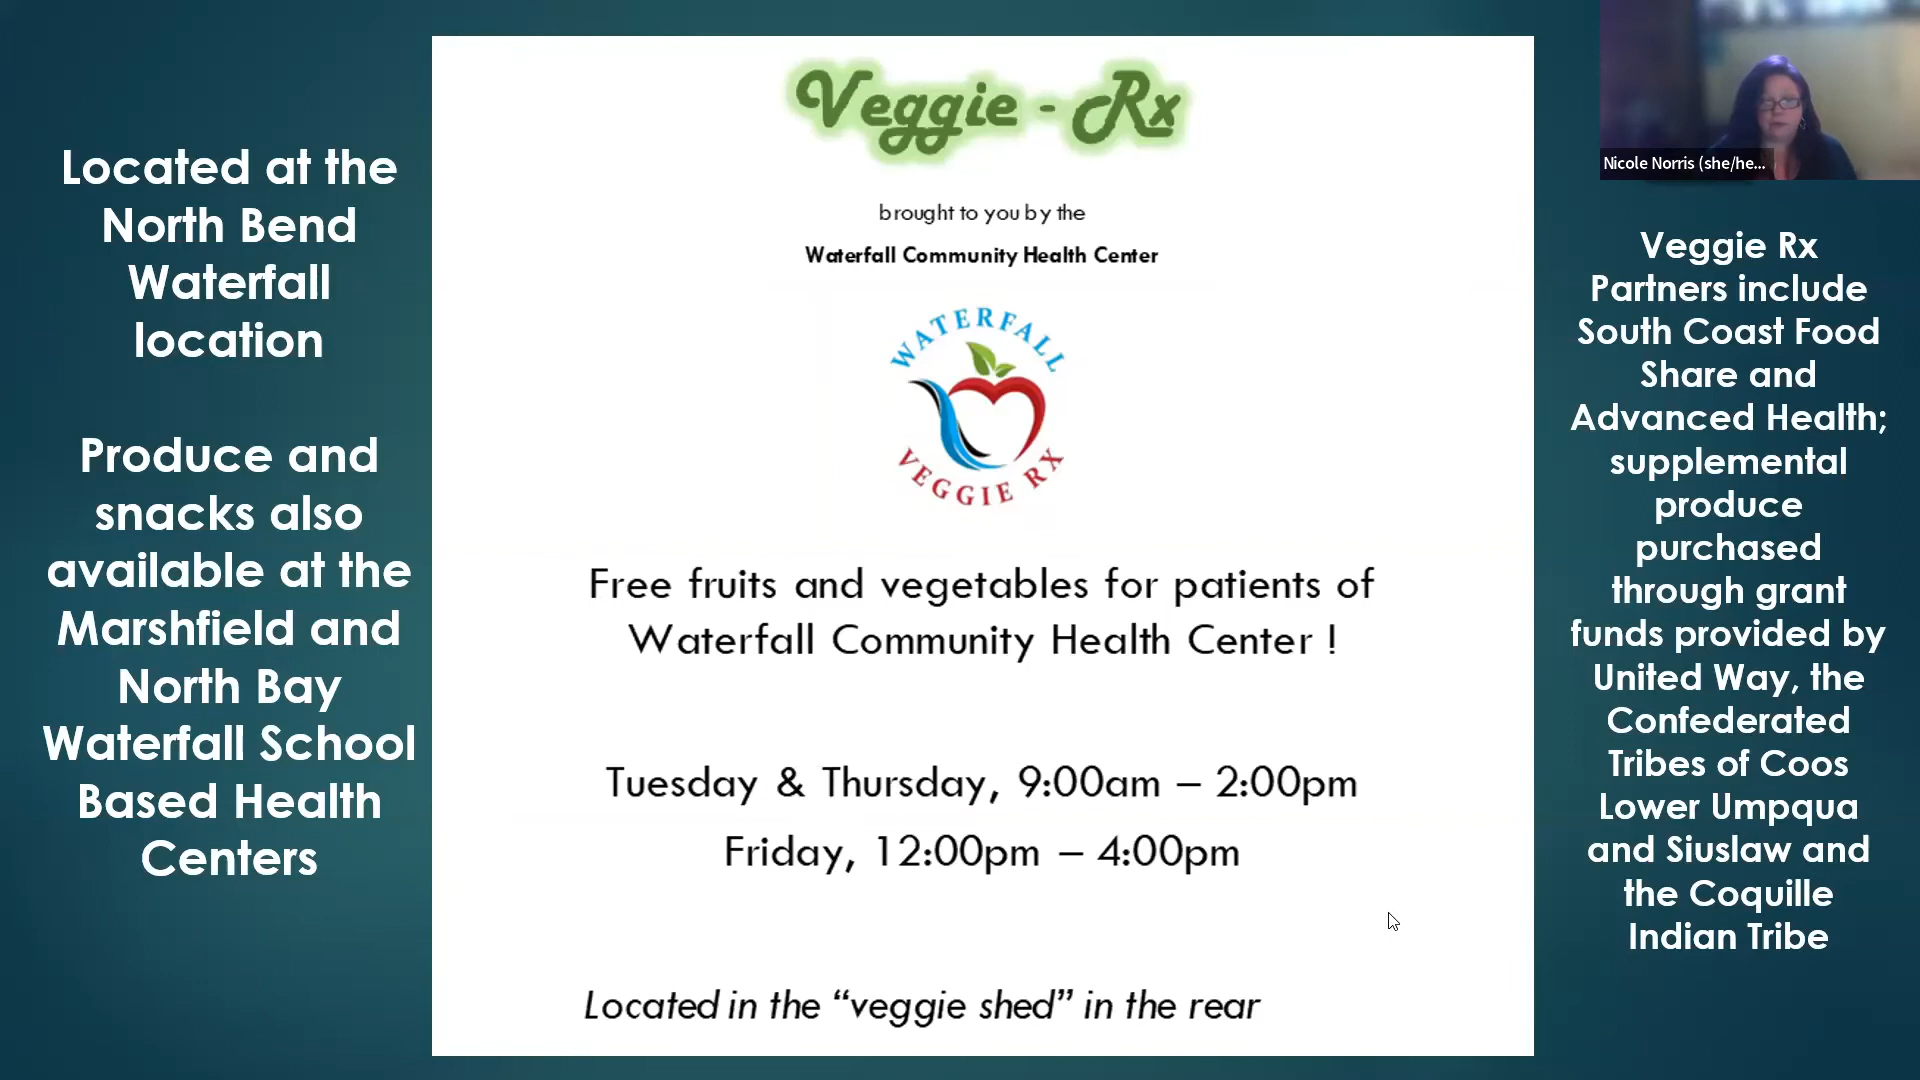 Located at the
North Bend
Waterfall
location
Produce and
snacks also
available at the
Marshfield and
North Bay
Waterfall School
Based Health
Centers
Veggie - Rx
brought to you by the
Waterfall Community Health Center
WATERFALL
VEGGIE RX
Free fruits and vegetables for patients of
Waterfall Community Health Center !
Tuesday & Thursday, 9:00am – 2:00pm
Friday, 12:00pm – 4:00pm
Located in the “veggie shed” in the rear
Nicole Norris (she/he...
Veggie Rx
Partners include
South Coast Food
Share and
Advanced Health;
supplemental
produce
purchased
through grant
funds provided by
United Way, the
Confederated
Tribes of Coos
Lower Umpqua
and Siuslaw and
the Coquille
Indian Tribe